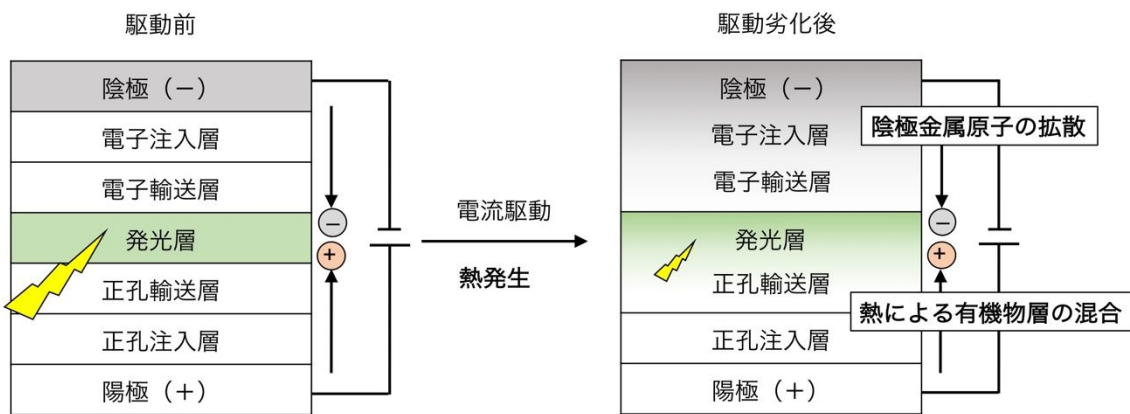 駆動前
陰極（－）
電子注入層
電子輸送層
発光層
正孔輸送層
正孔注入層
陽極（＋）
－
＋
電流駆動
熱発生
駆動劣化後
陰極（－）
電子注入層
電子輸送層
発光層
正孔輸送層
正孔注入層
陽極（＋）
陰極金属原子の拡散
－
＋
熱による有機物層の混合